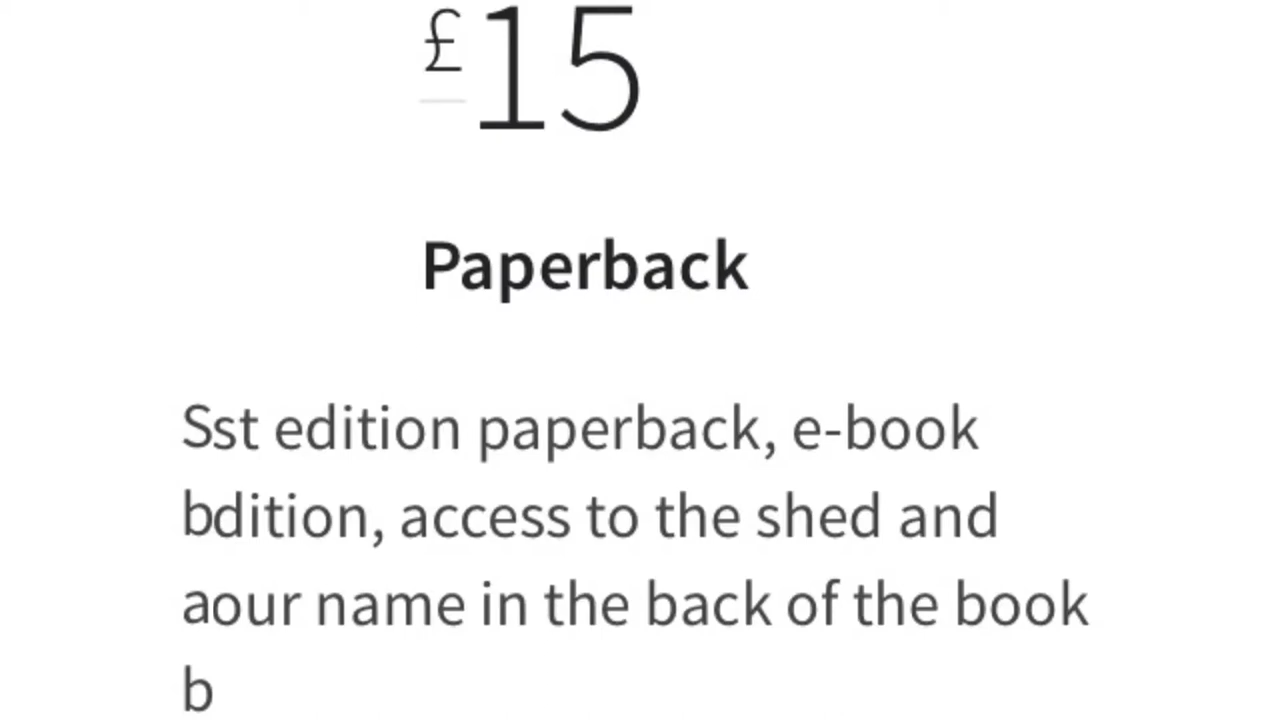 £15
Paperback
Sst edition paperback, e-book
bdition, access to the shed and
aour name in the back of the book
b